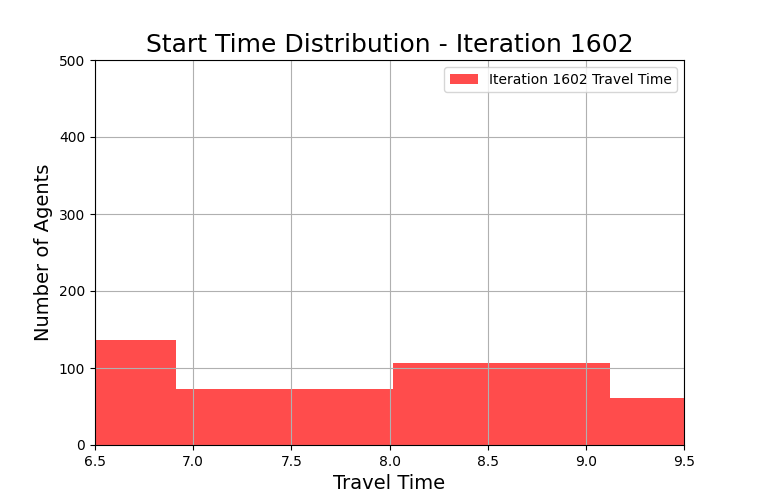 Start Time Distribution - Iteration 1602
Iteration 1602 Travel Time
Number of Agents
500
400
300
200
100
0
6.5 7.0 7.5 8.0 8.5 9.0 9.5
Travel Time